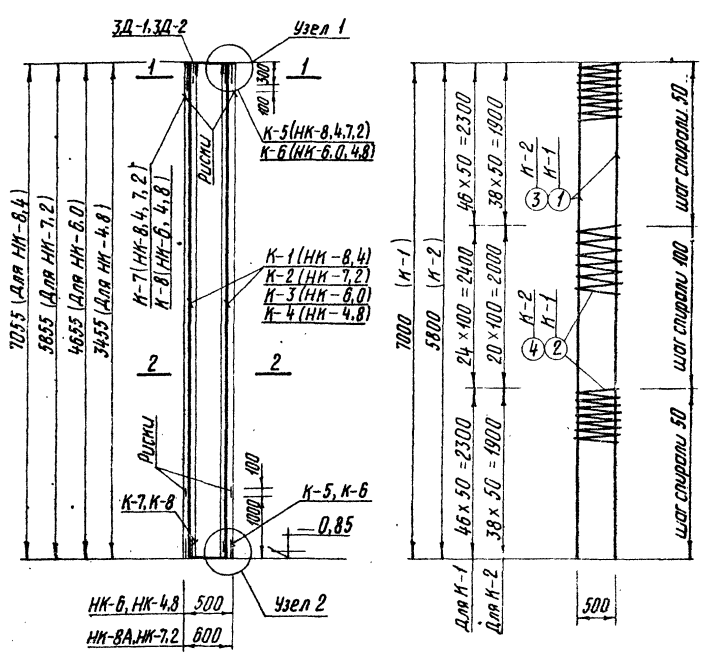 ЗД-1, ЗД-2
Узел 1
1
1
300
100
К-5 (НК-8,4,7,2)
К-6 (НК-6,0,4,8)
Риски
К-7 (НК-8,4,7,2)
К-8 (НК-6, 4,8)
К-1 (НК-8,4)
К-2 (НК-7,2)
К-3 (НК-6,0)
К-4 (НК-4,8)
7055 (Для НК-8,4)
5855 (Для НК-7,2)
4655 (Для НК-6,0)
3455 (Для НК-4,8)
2
2
Риски
100
1000
К-7, К-8
К-5, К-6
-0,85
НК-6, НК-4,8
500
Узел 2
НК-8А, НК-7,2
600
7000 (К-1)
5800 (К-2)
46×50=2300
38×50=1900
24×100=2400
20×100=2000
46×50=2300
38×50=1900
Для К-1
Для К-2
К-2
К-1
3
1
К-2
К-1
4
2
шаг спирали 50
шаг спирали 100
шаг спирали 50
500